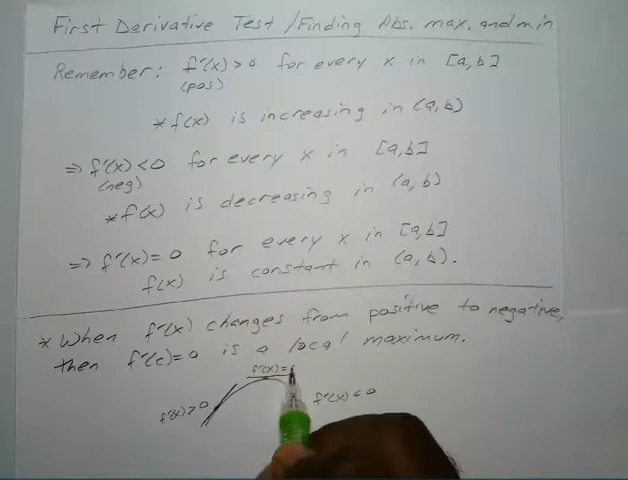 First Derivative Test / Finding Abs. max. and min
Remember: f'(x) > 0 for every x in [a,b]
(pos)
* f(x) is increasing in (a,b)
⇒ f'(x) < 0 for every x in [a,b]
(neg)
* f(x) is decreasing in (a,b)
⇒ f'(x) = 0 for every x in [a,b]
f(x) is constant in (a,b).
* When f'(x) changes from positive to negative,
then f'(c) = 0 is a local maximum.
f'(x) =
f'(x) > 0
f'(x) < 0